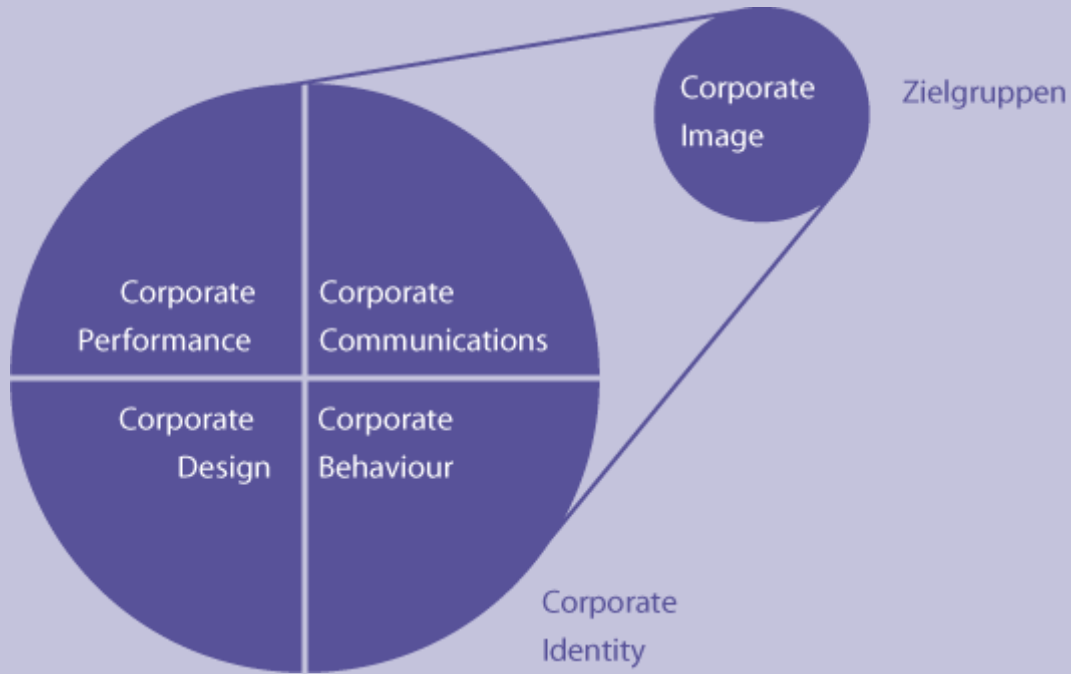 Corporate
Image
Zielgruppen
Corporate
Performance
Corporate
Communications
Corporate
Design
Corporate
Behaviour
Corporate
Identity